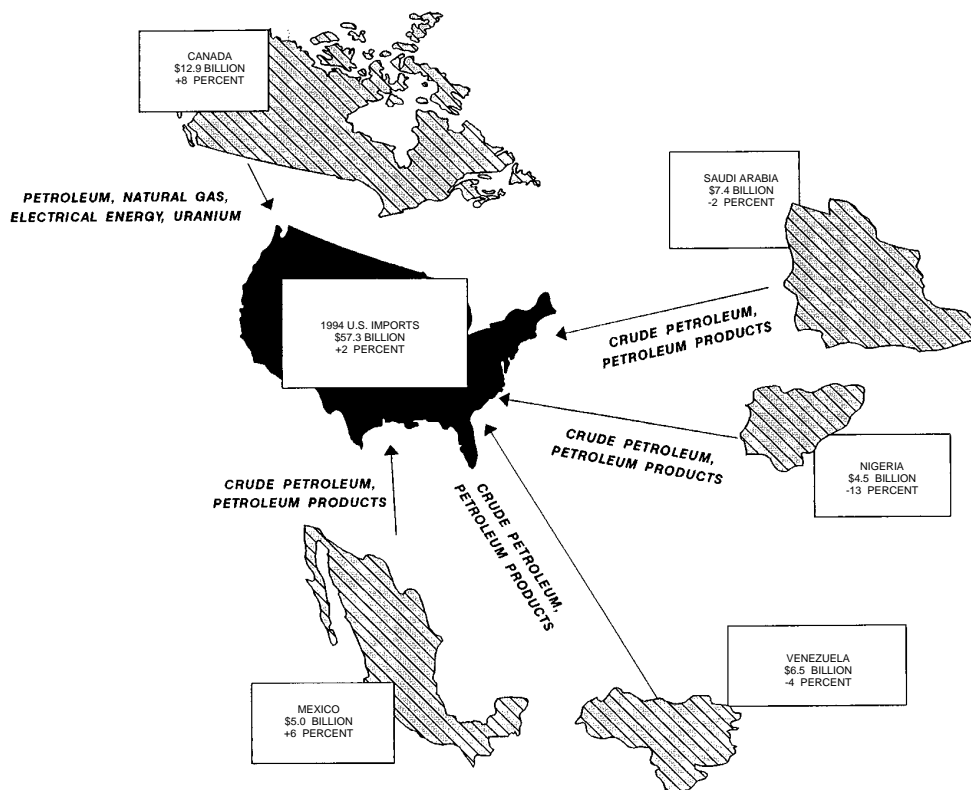 CANADA
$12.9 BILLION
+8 PERCENT
PETROLEUM, NATURAL GAS,
ELECTRICAL ENERGY, URANIUM
SAUDI ARABIA
$7.4 BILLION
-2 PERCENT
1994 U.S. IMPORTS
$57.3 BILLION
+2 PERCENT
CRUDE PETROLEUM,
PETROLEUM PRODUCTS
CRUDE PETROLEUM,
PETROLEUM PRODUCTS
NIGERIA
$4.5 BILLION
-13 PERCENT
CRUDE PETROLEUM,
PETROLEUM PRODUCTS
CRUDE PETROLEUM,
PETROLEUM PRODUCTS
VENEZUELA
$6.5 BILLION
-4 PERCENT
MEXICO
$5.0 BILLION
+6 PERCENT